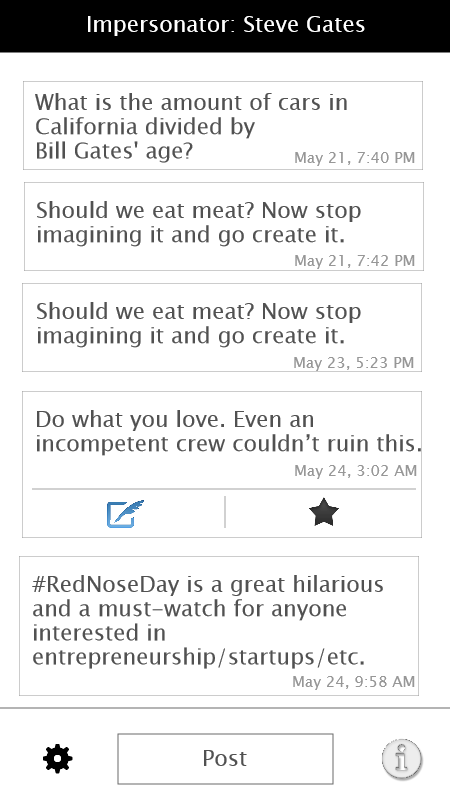 Impersonator: Steve Gates
What is the amount of cars in
California divided by
Bill Gates' age?
May 21, 7:40 PM
Should we eat meat? Now stop
imagining it and go create it.
May 21, 7:42 PM
Should we eat meat? Now stop
imagining it and go create it.
May 23, 5:23 PM
Do what you love. Even an
incompetent crew couldn’t ruin this.
May 24, 3:02 AM
#RedNoseDay is a great hilarious
and a must-watch for anyone
interested in
entrepreneurship/startups/etc.
May 24, 9:58 AM
Post